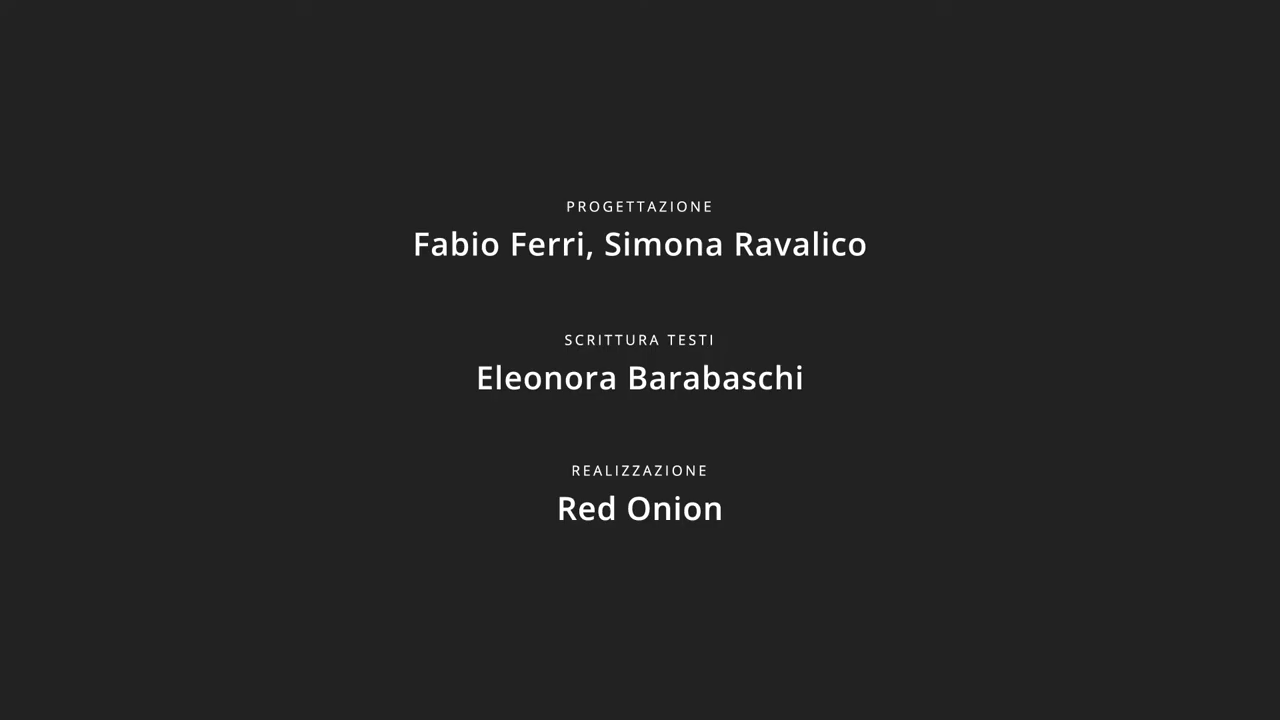 PROGETTAZIONE
Fabio Ferri, Simona Ravalico
SCRITTURA TESTI
Eleonora Barabaschi
REALIZZAZIONE
Red Onion